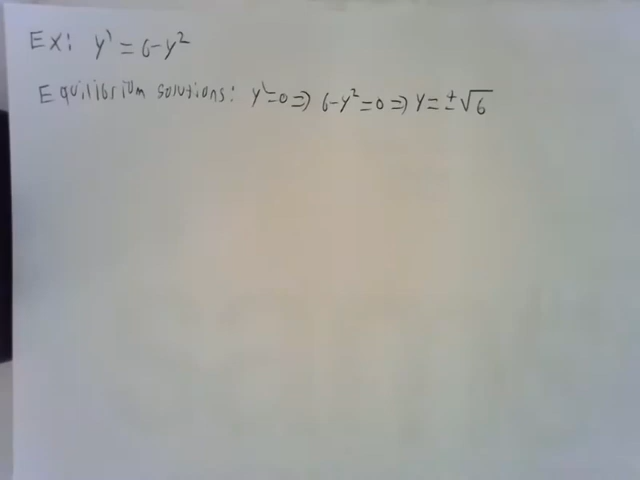 Ex: y' = 6-y²
Equilibrium solutions: y'=0 ⇒ 6-y²=0 ⇒ y=±√6